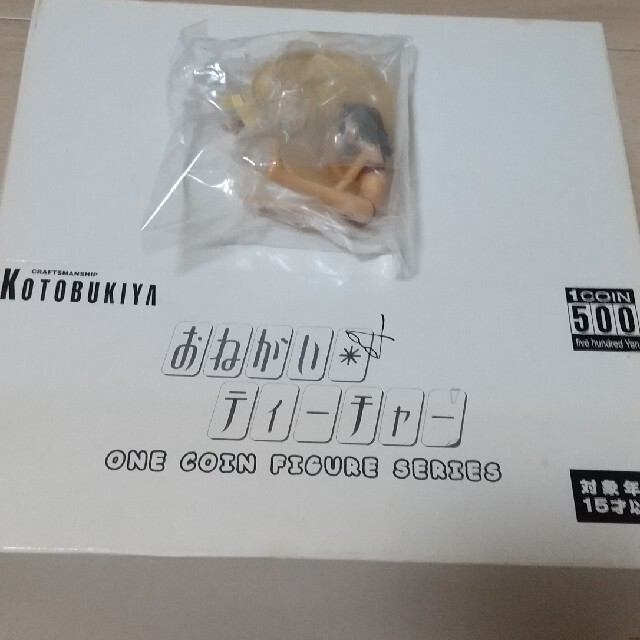 CRAFTSMANSHIP
KOTOBUKIYA
1COIN
500
five hundred Yen
おねがい*
ティーチャー
ONE COIN FIGURE SERIES
対象年
15才以